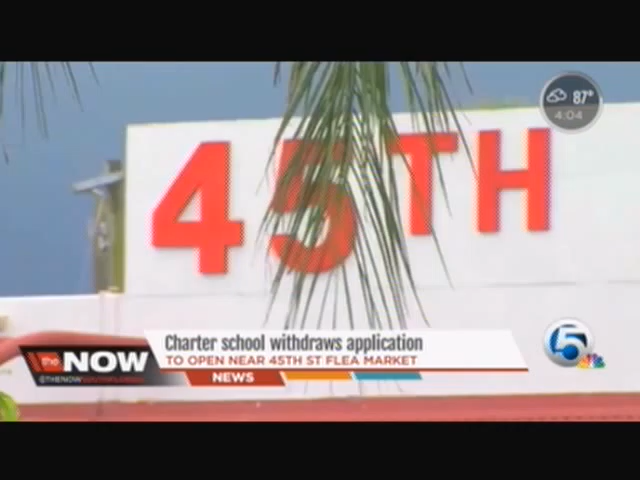 87°
4:04
45TH
Charter school withdraws application
TO OPEN NEAR 45TH ST FLEA MARKET
the NOW
NEWS
5